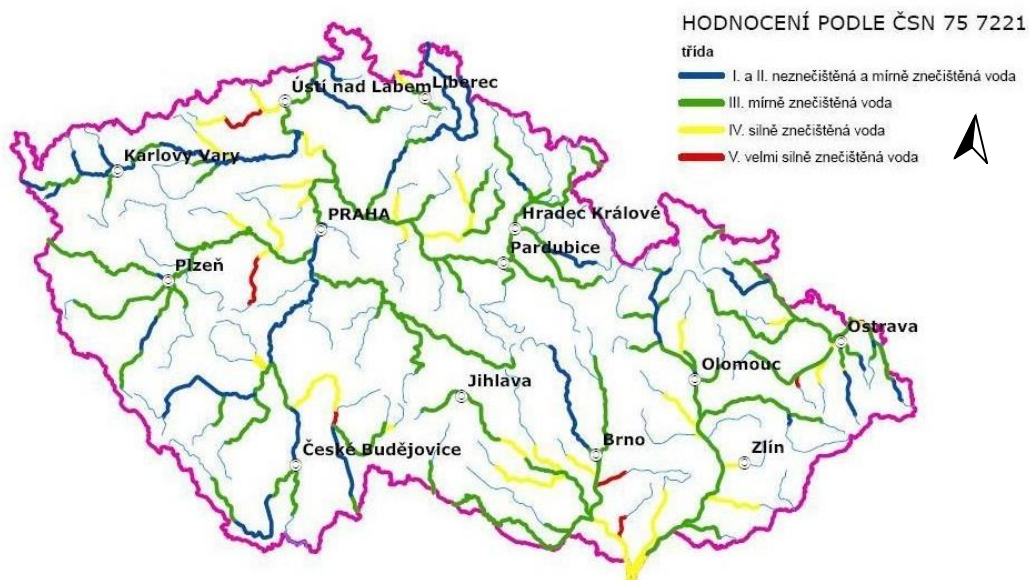 HODNOCENÍ PODLE ČSN 75 7221
třída
I. a II. neznečištěná a mírně znečištěná voda
III. mírně znečištěná voda
IV. silně znečištěná voda
V. velmi silně znečištěná voda
Ústí nad Labem
Liberec
Karlovy Vary
PRAHA
Hradec Králové
Pardubice
Plzeň
Ostrava
Olomouc
Jihlava
Brno
Zlín
České Budějovice